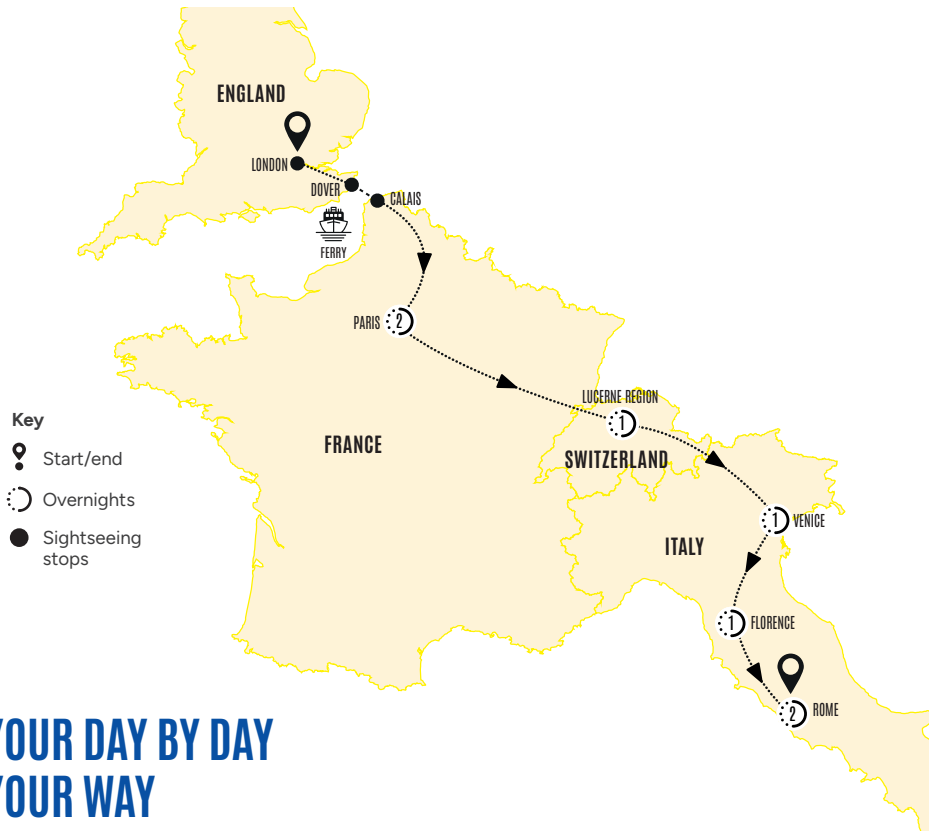 ENGLAND
LONDON
DOVER
CALAIS
FERRY
PARIS 2
LUCERNE REGION
1
Key
Start/end
FRANCE
SWITZERLAND
Overnights
1 VENICE
Sightseeing
stops
ITALY
1 FLORENCE
2 ROME
YOUR DAY BY DAY
YOUR WAY